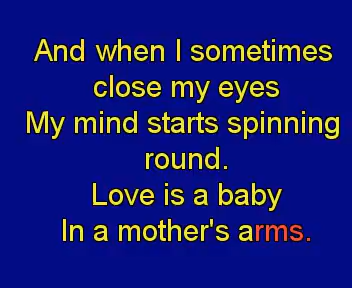 And when I sometimes
close my eyes
My mind starts spinning
round.
Love is a baby
In a mother's arms.